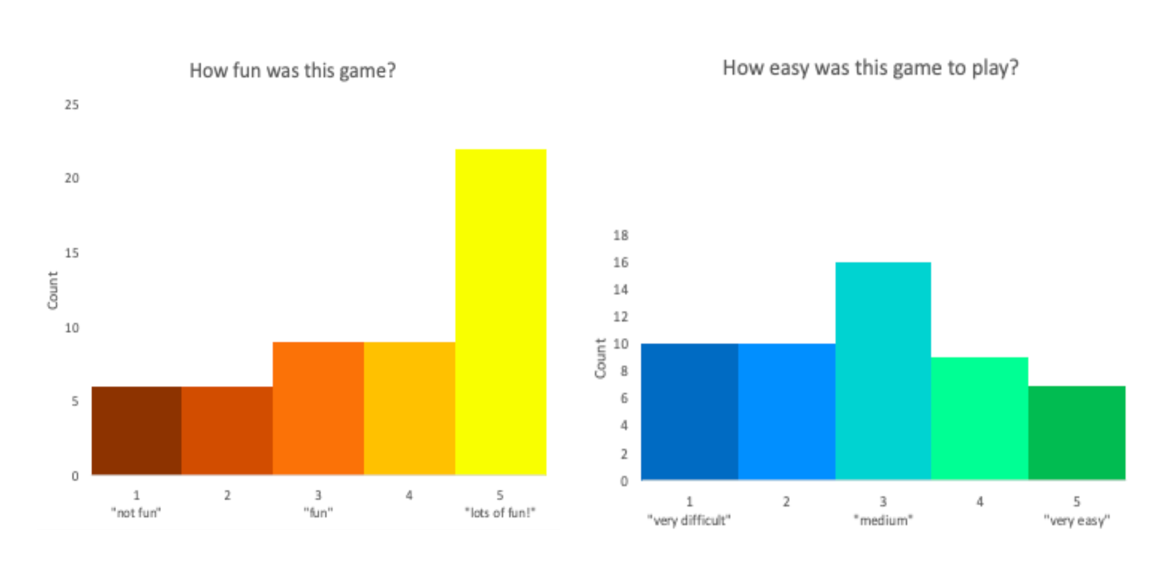 How fun was this game?
25
20
15
10
5
0
Count
1
2
3
4
5
"not fun"
"fun"
"lots of fun!"
How easy was this game to play?
18
16
14
12
10
8
6
4
2
0
Count
1
2
3
4
5
"very difficult"
"medium"
"very easy"